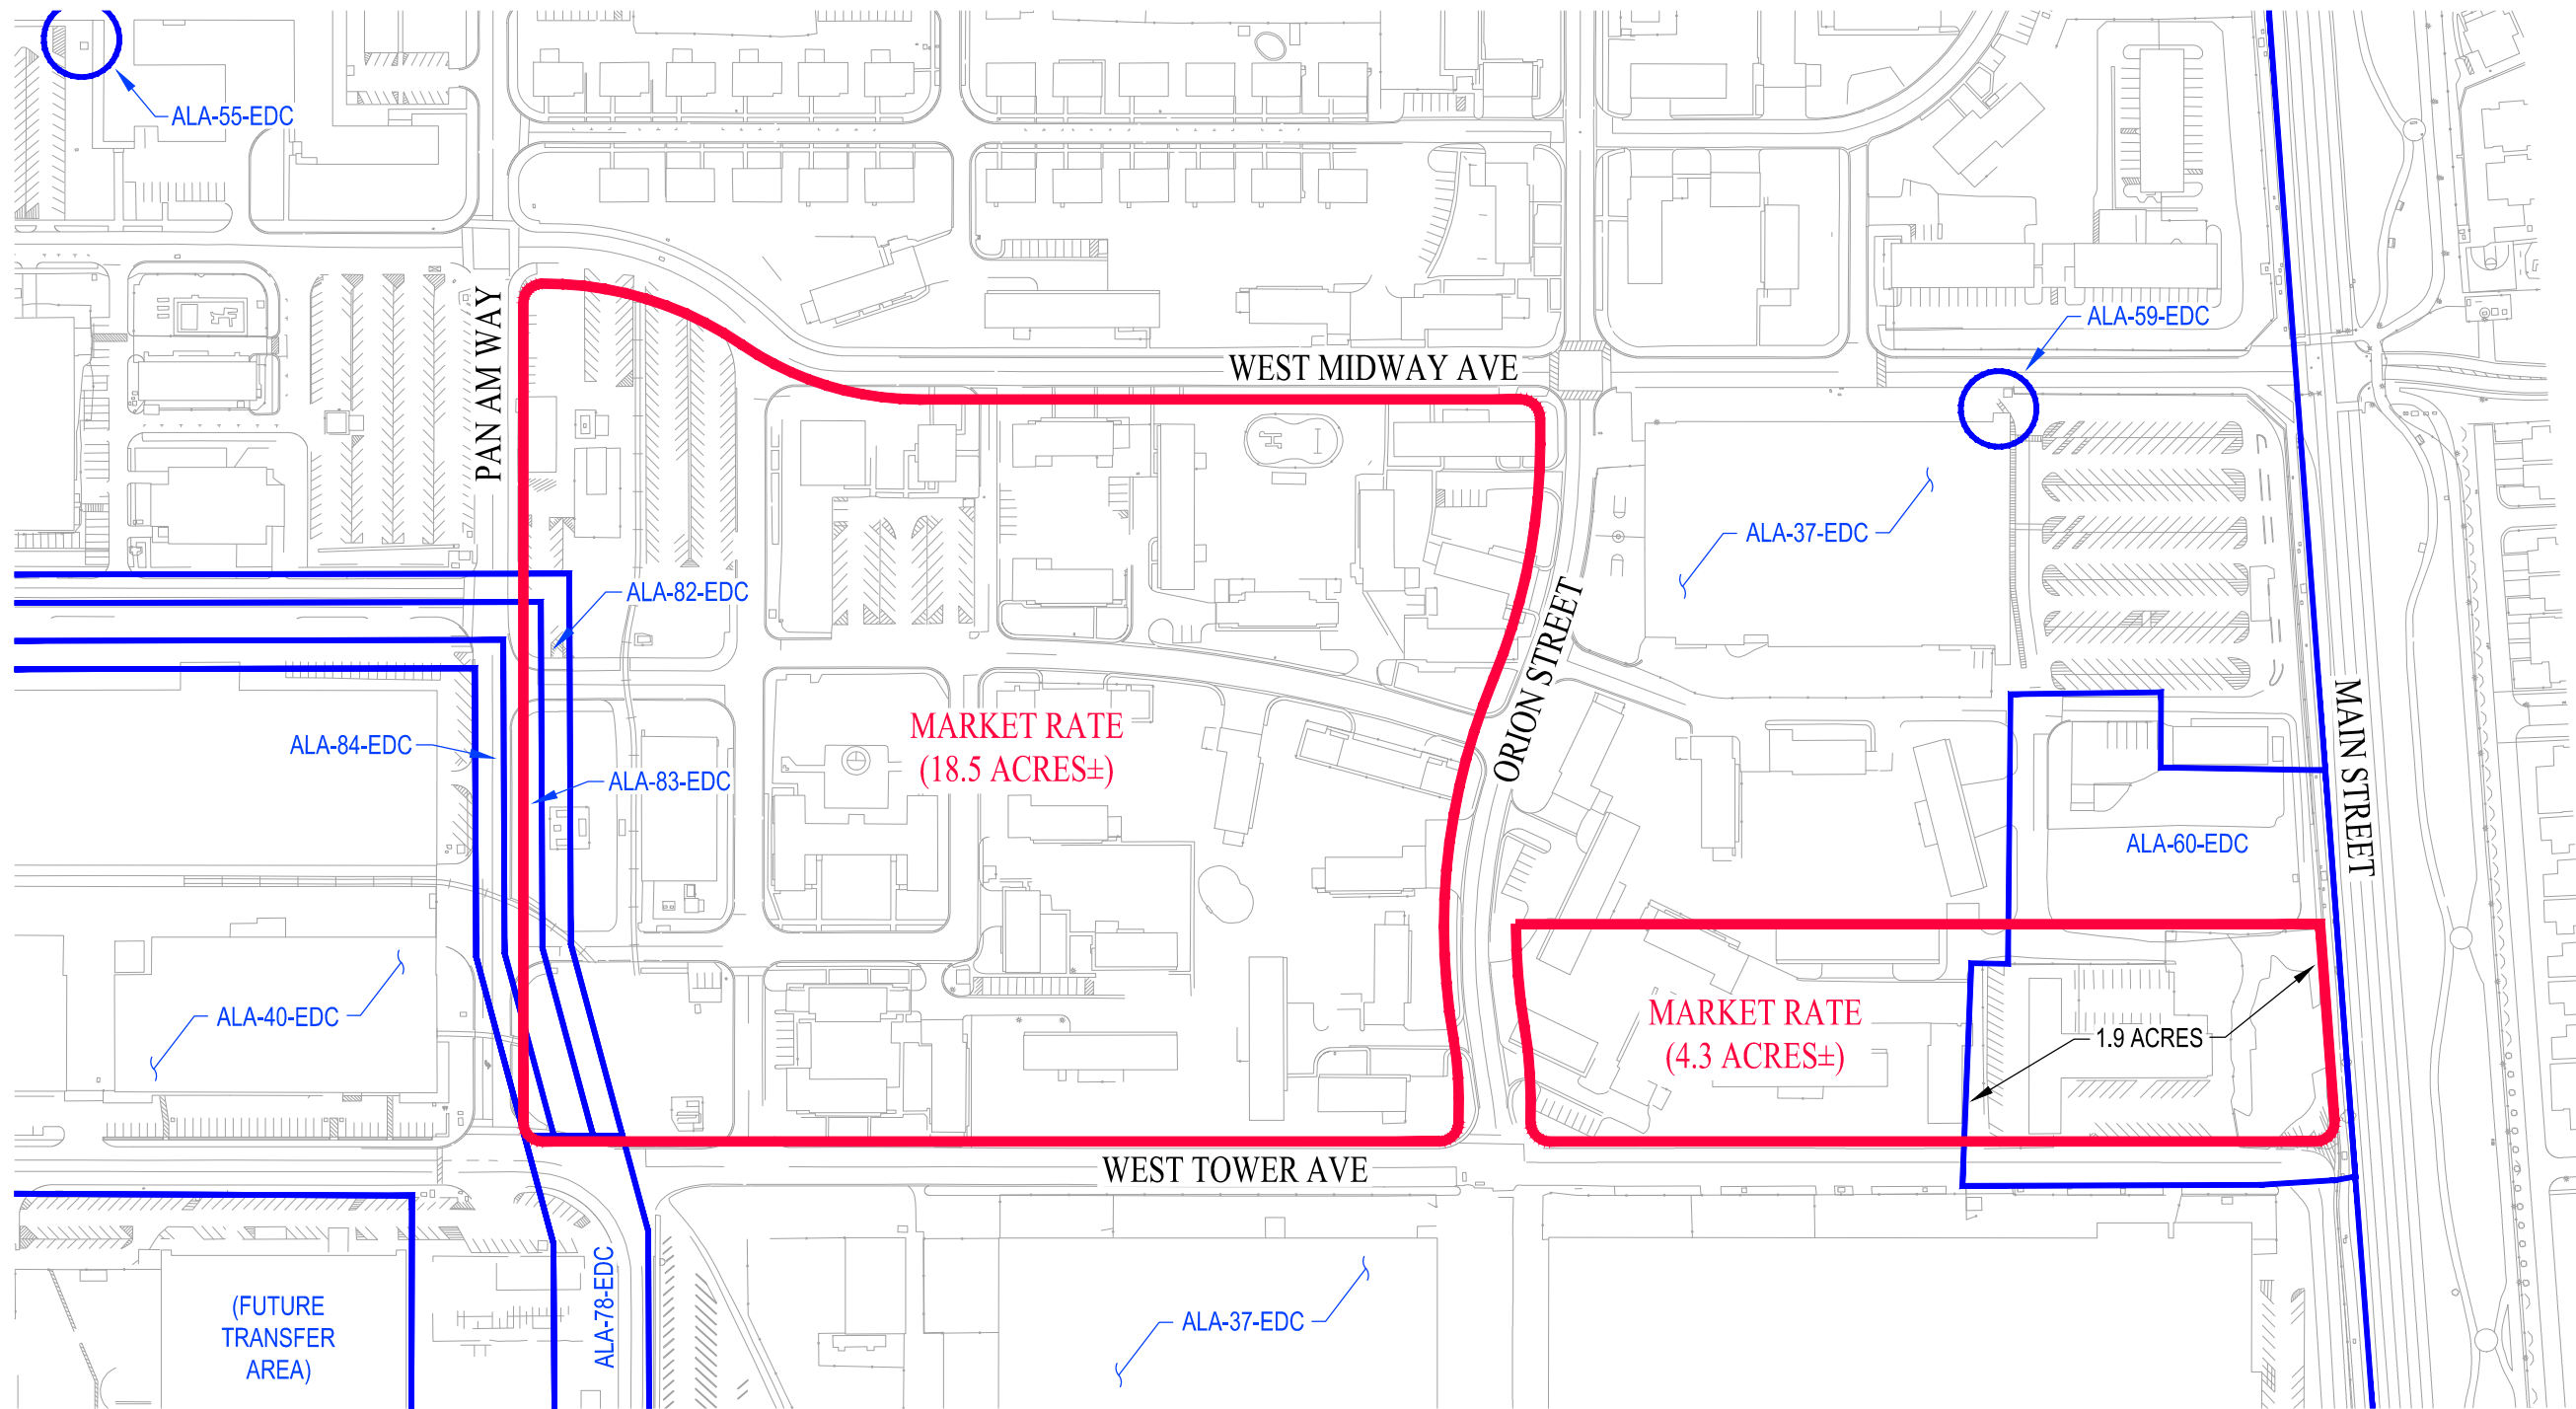 ALA-55-EDC
PAN AM WAY
WEST MIDWAY AVE
ALA-59-EDC
ALA-37-EDC
ALA-82-EDC
ORION STREET
MAIN STREET
MARKET RATE
(18.5 ACRES±)
ALA-84-EDC
ALA-83-EDC
ALA-60-EDC
ALA-40-EDC
MARKET RATE
(4.3 ACRES±)
1.9 ACRES
WEST TOWER AVE
(FUTURE
TRANSFER
AREA)
ALA-78-EDC
ALA-37-EDC